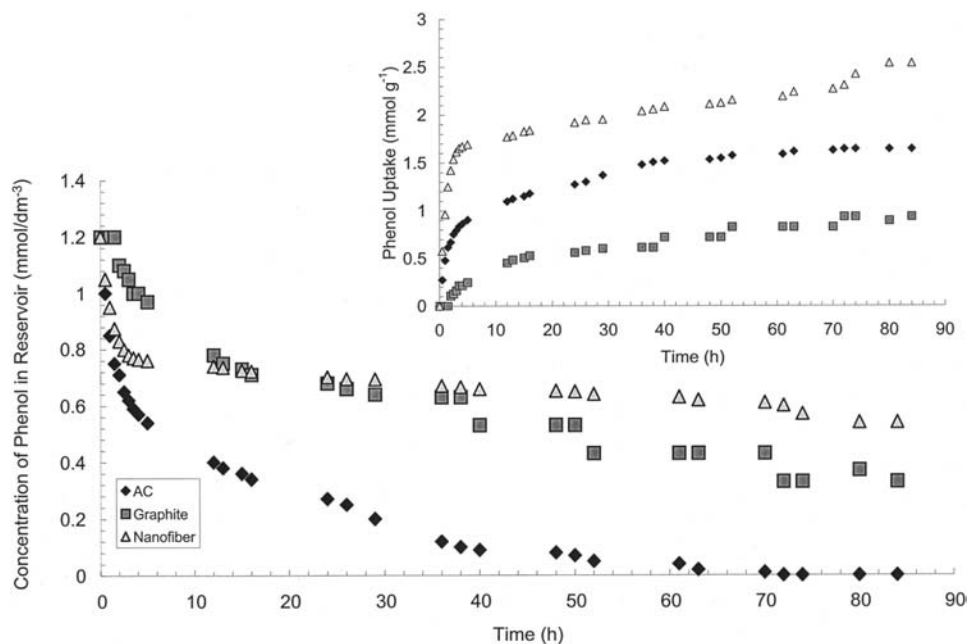 3
2.5
2
1.5
1
0.5
0
Phenol Uptake (mmol g⁻¹)
0 10 20 30 40 50 60 70 80 90
Time (h)
1.4
1.2
1
0.8
0.6
0.4
0.2
0
Concentration of Phenol in Reservoir (mmol/dm⁻³)
AC
Graphite
Nanofiber
0 10 20 30 40 50 60 70 80 90 100
Time (h)